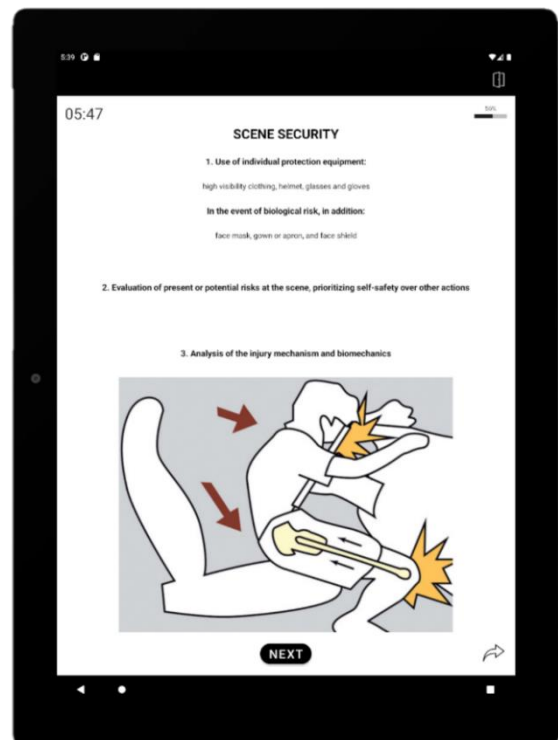 5:39
05:47
SCENE SECURITY
1. Use of individual protection equipment:
high visibility clothing, helmet, glasses and gloves
In the event of biological risk, in addition:
face mask, gown or apron, and face shield
2. Evaluation of present or potential risks at the scene, prioritizing self-safety over other actions
3. Analysis of the injury mechanism and biomechanics
NEXT